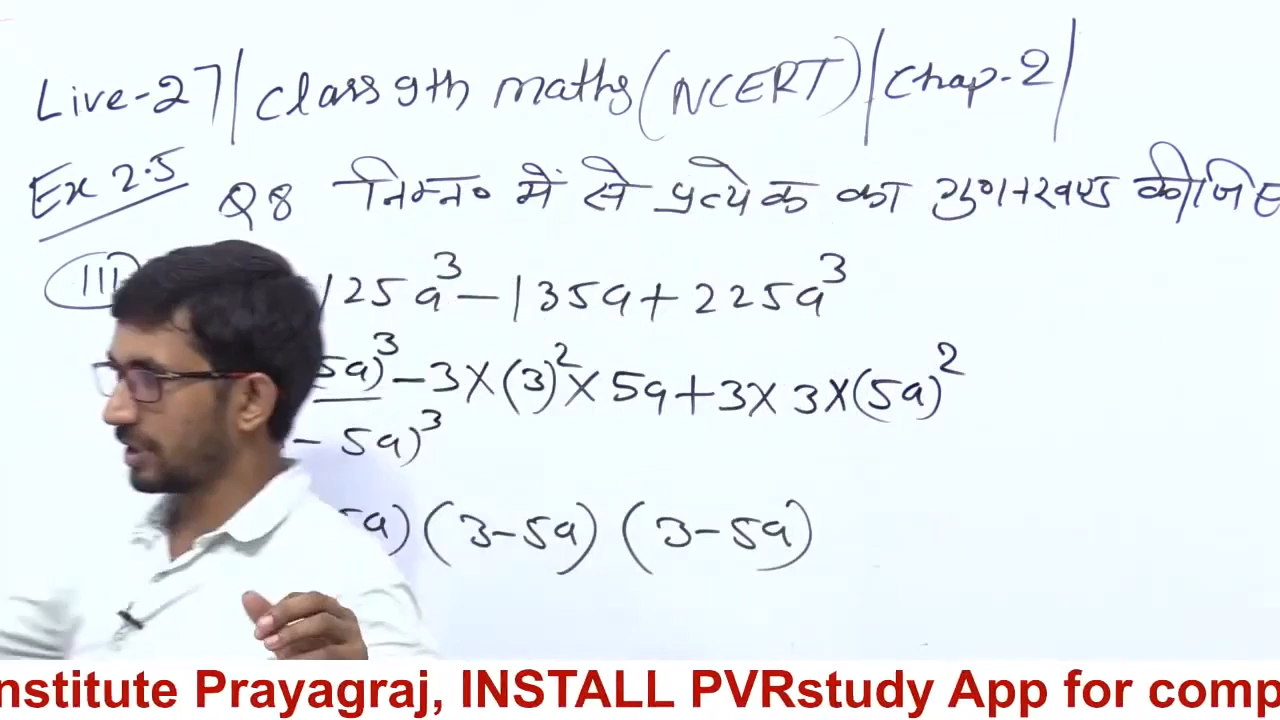 Live-27 | Class 9th maths (NCERT) | Chap-2 |
Ex 2.5 Q8 निम्न० में से प्रत्येक का गुणनखण्ड कीजिए
III 125a³ - 135a + 225a³
5a)³ - 3 × (3)² × 5a + 3 × 3 × (5a)²
- 5a)³
5a) (3-5a) (3-5a)
nstitute Prayagraj, INSTALL PVRstudy App for comp